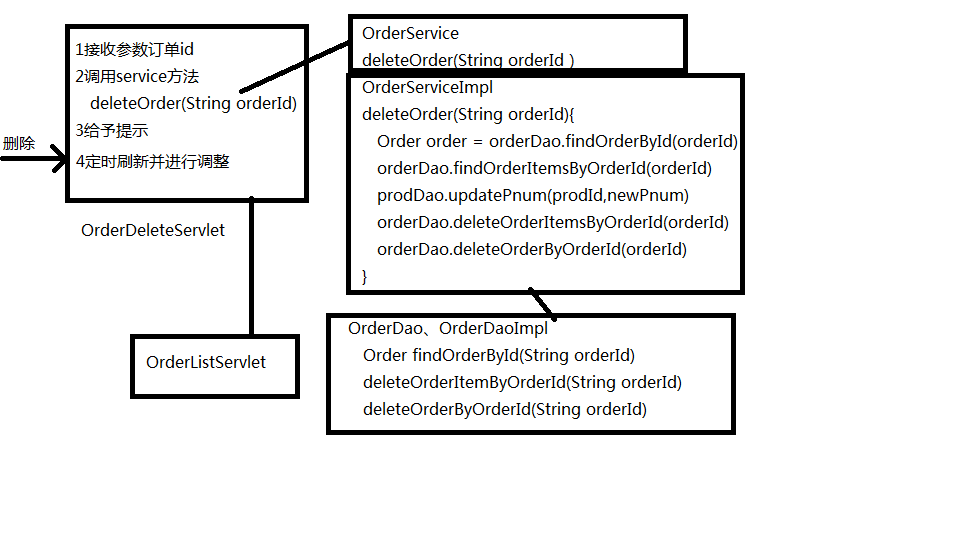 删除
1接收参数订单id
2调用service方法
deleteOrder(String orderId)
3给予提示
4定时刷新并进行调整
OrderDeleteServlet
OrderListServlet
OrderService
deleteOrder(String orderId )
OrderServiceImpl
deleteOrder(String orderId){
Order order = orderDao.findOrderById(orderId)
orderDao.findOrderItemsByOrderId(orderId)
prodDao.updatePnum(prodId,newPnum)
orderDao.deleteOrderItemsByOrderId(orderId)
orderDao.deleteOrderByOrderId(orderId)
}
OrderDao、OrderDaoImpl
Order findOrderById(String orderId)
deleteOrderItemByOrderId(String orderId)
deleteOrderByOrderId(String orderId)